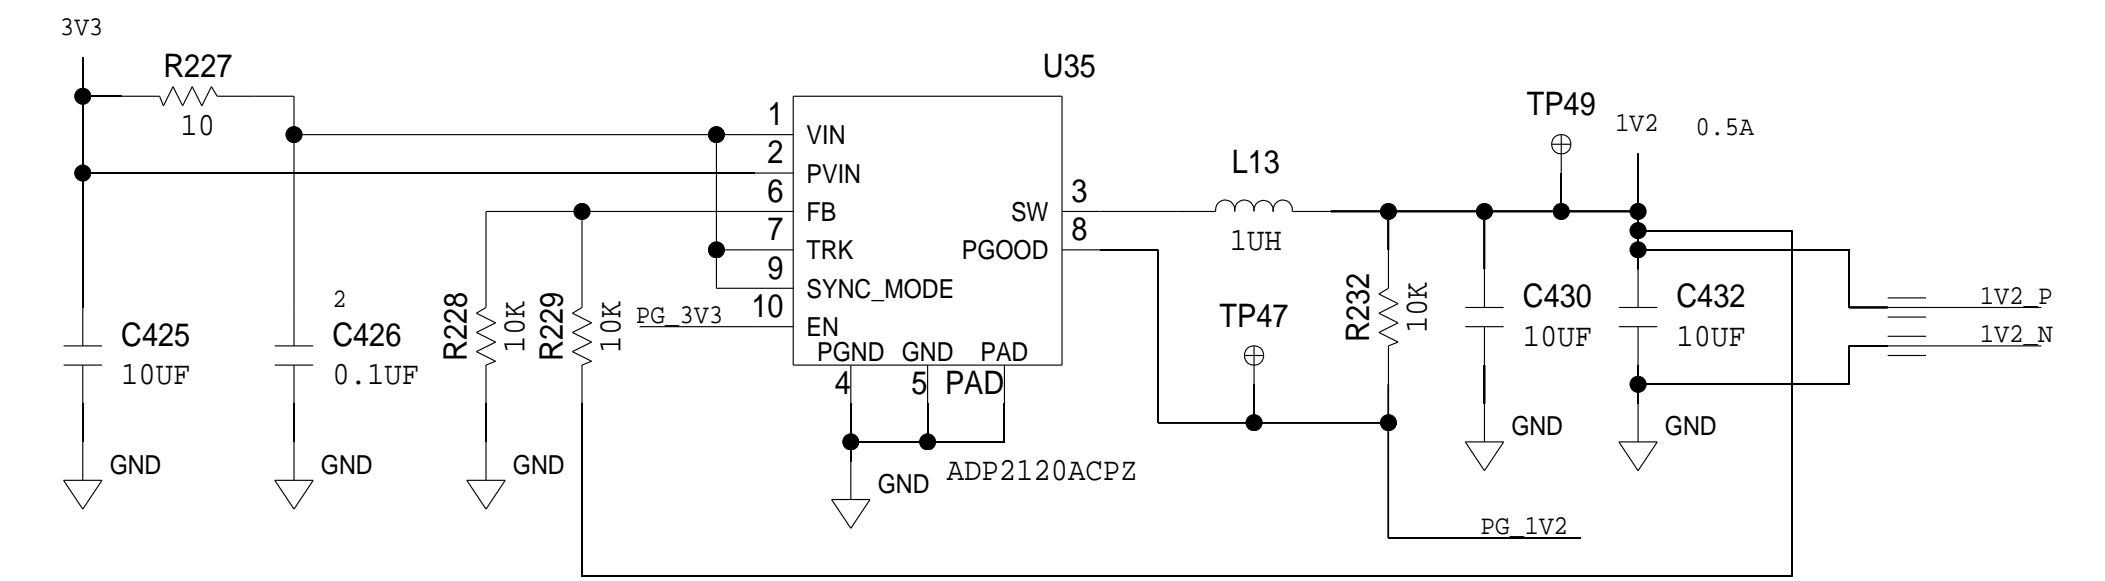 3V3
R227
10
U35
1
VIN
2
PVIN
6
FB
7
TRK
9
SYNC_MODE
10
EN
PG_3V3
PGND GND PAD
4 5 PAD
GND
ADP2120ACPZ
3
SW
8
PGOOD
L13
1UH
TP49
1V2 0.5A
TP47
R232
10K
C430
10UF
GND
C432
10UF
GND
1V2_P
1V2_N
PG_1V2
C425
10UF
GND
2
C426
0.1UF
GND
R228
10K
GND
R229
10K